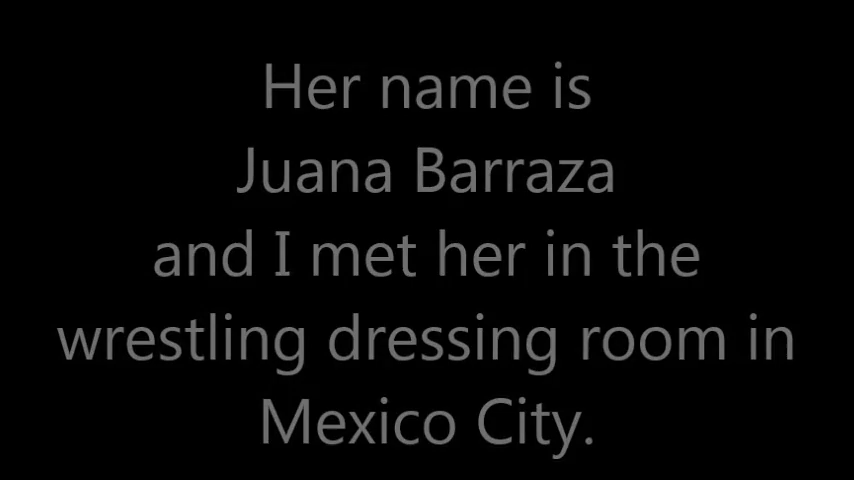 Her name is
Juana Barraza
and I met her in the
wrestling dressing room in
Mexico City.